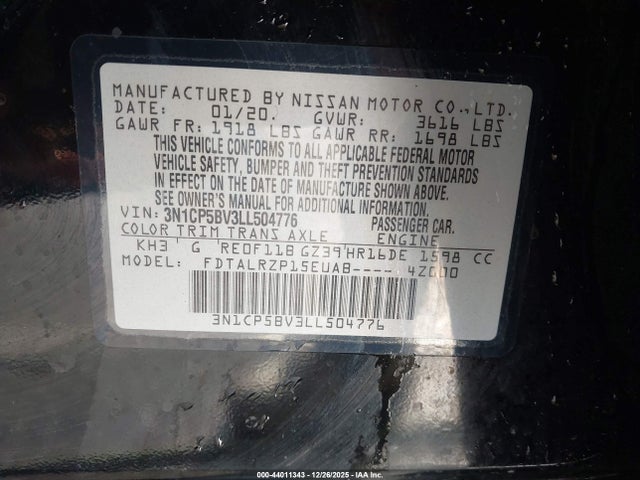 MANUFACTURED BY NISSAN MOTOR CO., LTD.
DATE: 01/20. GVWR: 3616 LBS
GAWR FR: 1918 LBS GAWR RR: 1698 LBS
THIS VEHICLE CONFORMS TO ALL APPLICABLE FEDERAL MOTOR
VEHICLE SAFETY, BUMPER AND THEFT PREVENTION STANDARDS
IN EFFECT ON THE DATE OF MANUFACTURE SHOWN ABOVE.
SEE OWNER'S MANUAL FOR ADDITIONAL INFORMATION.
VIN: 3N1CP5BV3LL504776 PASSENGER CAR.
COLOR TRIM TRANS AXLE ENGINE
KH3 G RE0F11B GZ39 HR16DE 1598 CC
MODEL: FDTALRZP15EUAB---- 4Z000
3N1CP5BV3LL504776
000-44011343 - 12/26/2025 - IAA Inc.